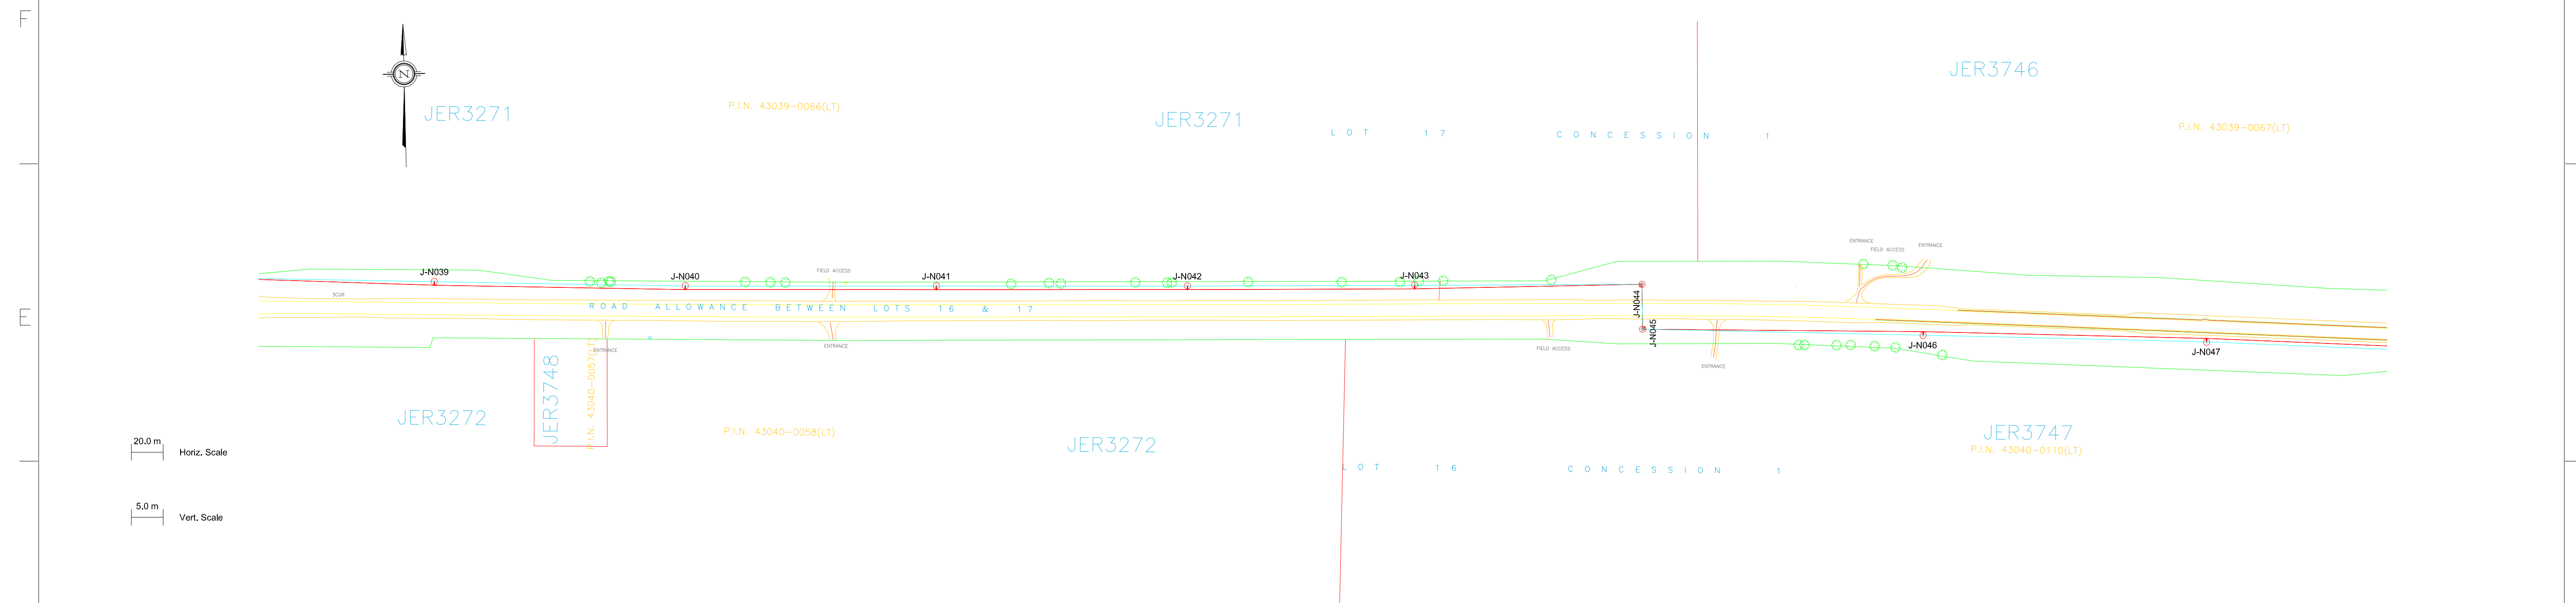 F
N
JER3746
JER3271
P.I.N. 43039-0066(LT)
JER3271
LOT 17 CONCESSION 1
P.I.N. 43039-0067(LT)
ENTRANCE
FIELD ACCESS
ENTRANCE
J-N039
FIELD ACCESS
J-N040
J-N041
J-N042
J-N043
J-N044
ROAD ALLOWANCE BETWEEN LOTS 16 & 17
E
J-N045
J-N046
J-N047
ENTRANCE
ENTRANCE
FIELD ACCESS
ENTRANCE
JER3748
P.I.N. 43040-0057(LT)
JER3272
P.I.N. 43040-0058(LT)
JER3272
JER3747
P.I.N. 43040-0110(LT)
LOT 16 CONCESSION 1
20.0 m
Horiz. Scale
5.0 m
Vert. Scale